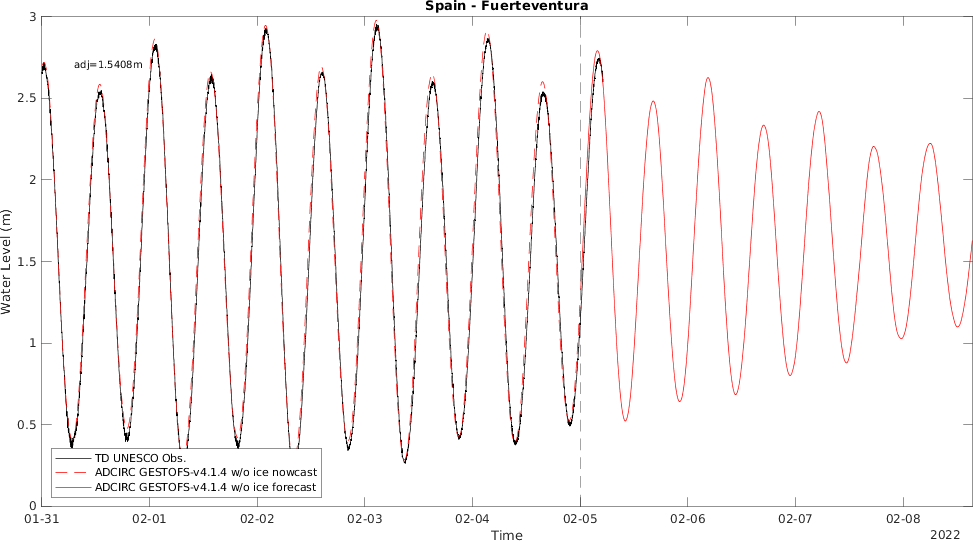 Spain - Fuerteventura
3
2.5
2
1.5
1
0.5
0
Water Level (m)
adj=1.5408m
TD UNESCO Obs.
ADCIRC GESTOFS-v4.1.4 w/o ice nowcast
ADCIRC GESTOFS-v4.1.4 w/o ice forecast
01-31 02-01 02-02 02-03 02-04 02-05 02-06 02-07 02-08
Time
2022